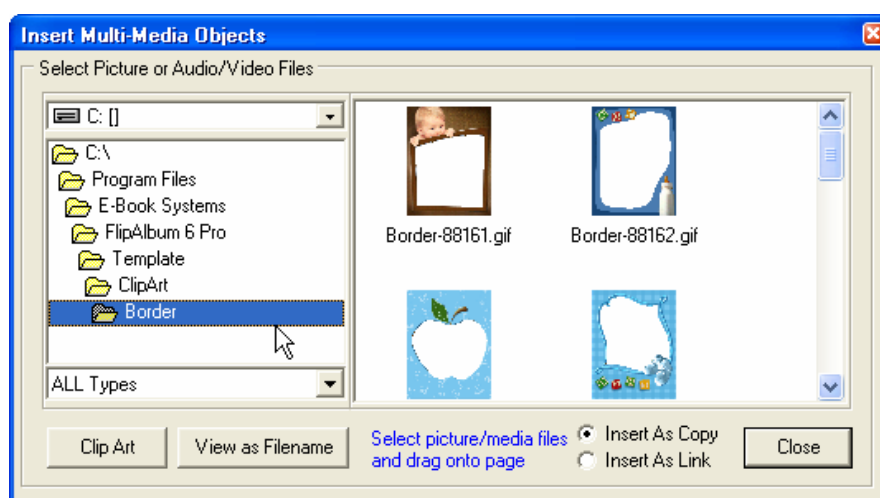 Insert Multi-Media Objects
Select Picture or Audio/Video Files
C: []
C:\
Program Files
E-Book Systems
FlipAlbum 6 Pro
Template
ClipArt
Border
ALL Types
Border-88161.gif
Border-88162.gif
Clip Art
View as Filename
Select picture/media files
and drag onto page
Insert As Copy
Insert As Link
Close